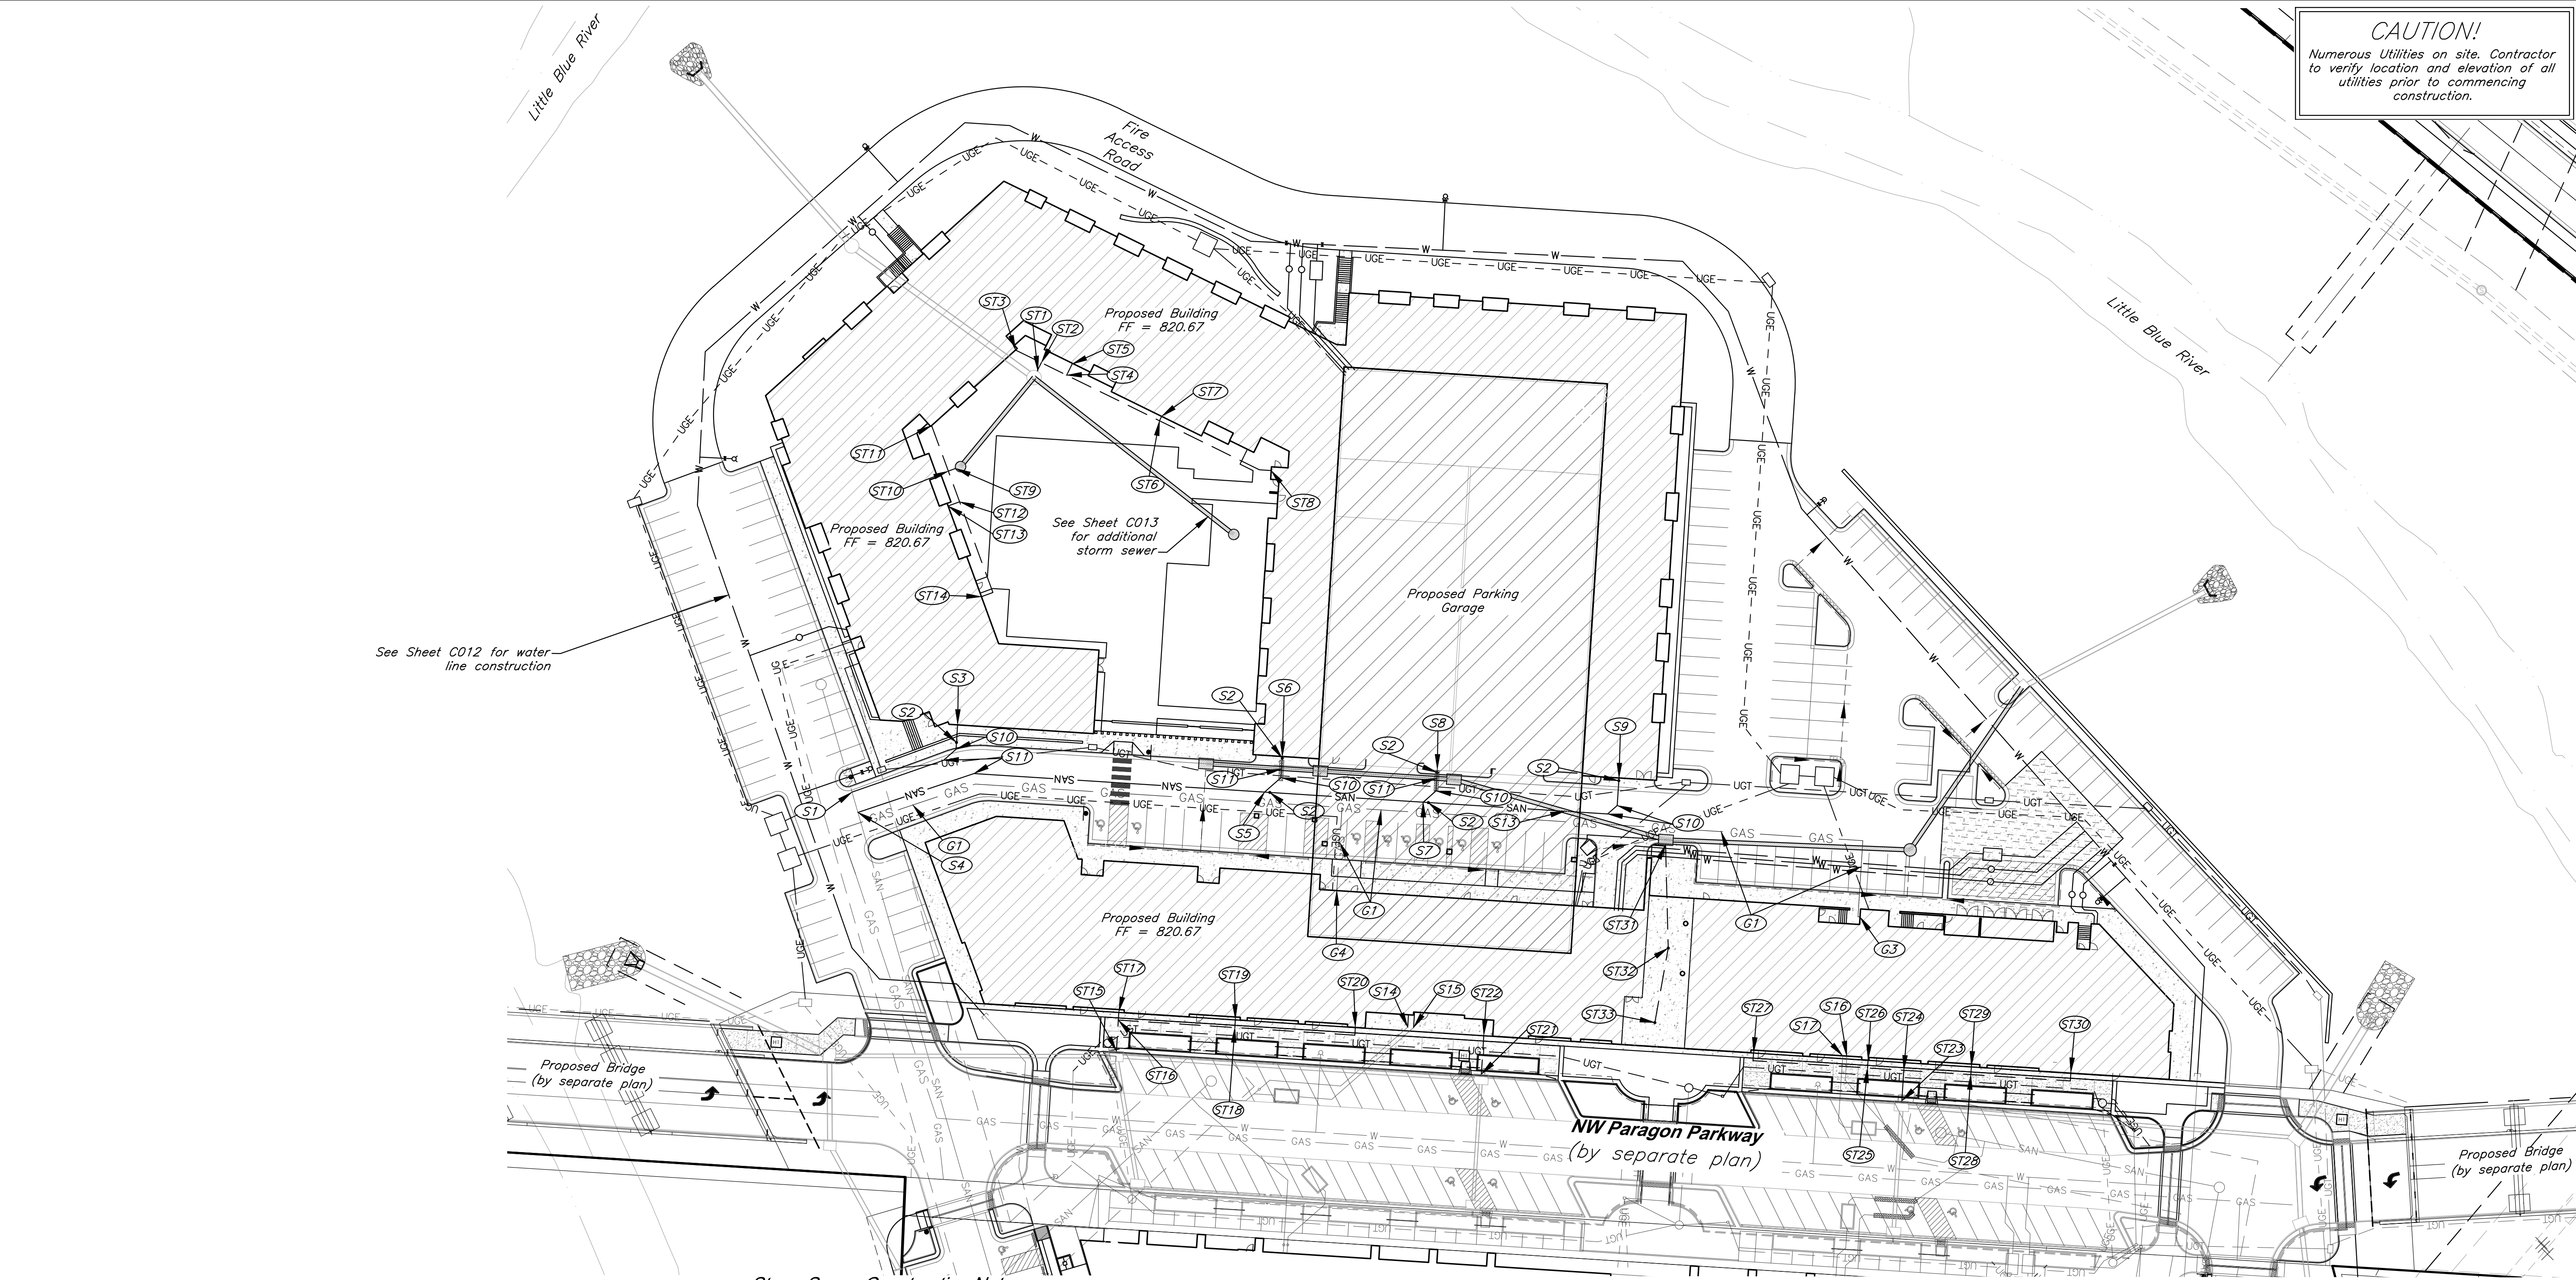 Little Blue River
CAUTION!
Numerous Utilities on site. Contractor
to verify location and elevation of all
utilities prior to commencing
construction.
Fire
Access
Road
Little Blue River
Proposed Building
FF = 820.67
ST3
ST1
ST2
ST5
ST4
ST7
ST11
ST10
ST9
ST6
ST8
ST12
ST13
ST14
Proposed Building
FF = 820.67
See Sheet C013
for additional
storm sewer
Proposed Parking
Garage
See Sheet C012 for water
line construction
S3
S2
S10
S11
S2
S6
S2
S8
S9
S2
S11
S10
S11
S10
S1
S5
S2
S7
S2
S13
S10
G1
S4
G1
G4
ST31
G1
G3
Proposed Building
FF = 820.67
ST32
ST33
ST15
ST17
ST19
ST20
S14
S15
ST22
ST21
ST16
ST18
ST27
S17
S16
ST26
ST24
ST29
ST23
ST30
ST25
ST28
Proposed Bridge
(by separate plan)
NW Paragon Parkway
(by separate plan)
Proposed Bridge
(by separate plan)
UGE
W
UGT
SAN
GAS